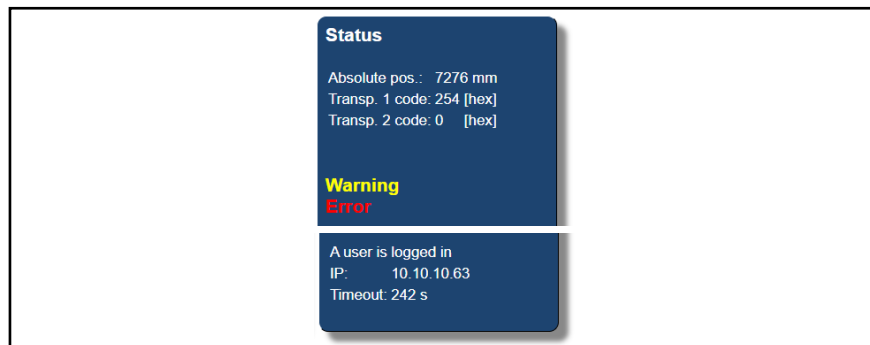 Status
Absolute pos.: 7276 mm
Transp. 1 code: 254 [hex]
Transp. 2 code: 0 [hex]
Warning
Error
A user is logged in
IP: 10.10.10.63
Timeout: 242 s